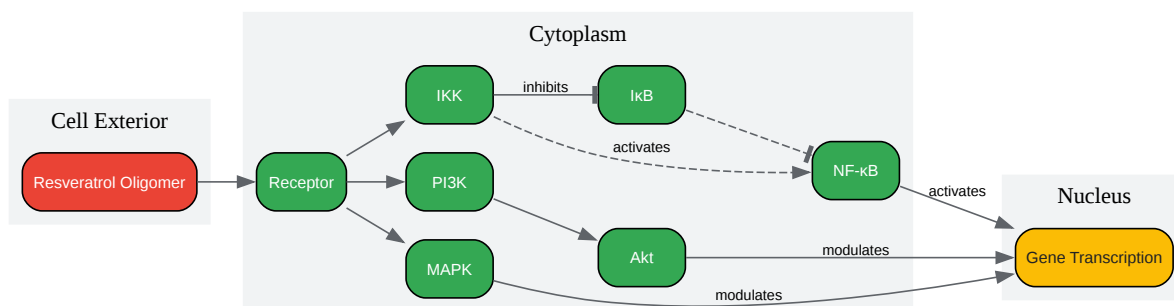 Cytoplasm
Cell Exterior
Nucleus
IKK
inhibits
IκB
activates
Resveratrol Oligomer
Receptor
PI3K
NF-κB
activates
MAPK
Akt
modulates
modulates
Gene Transcription